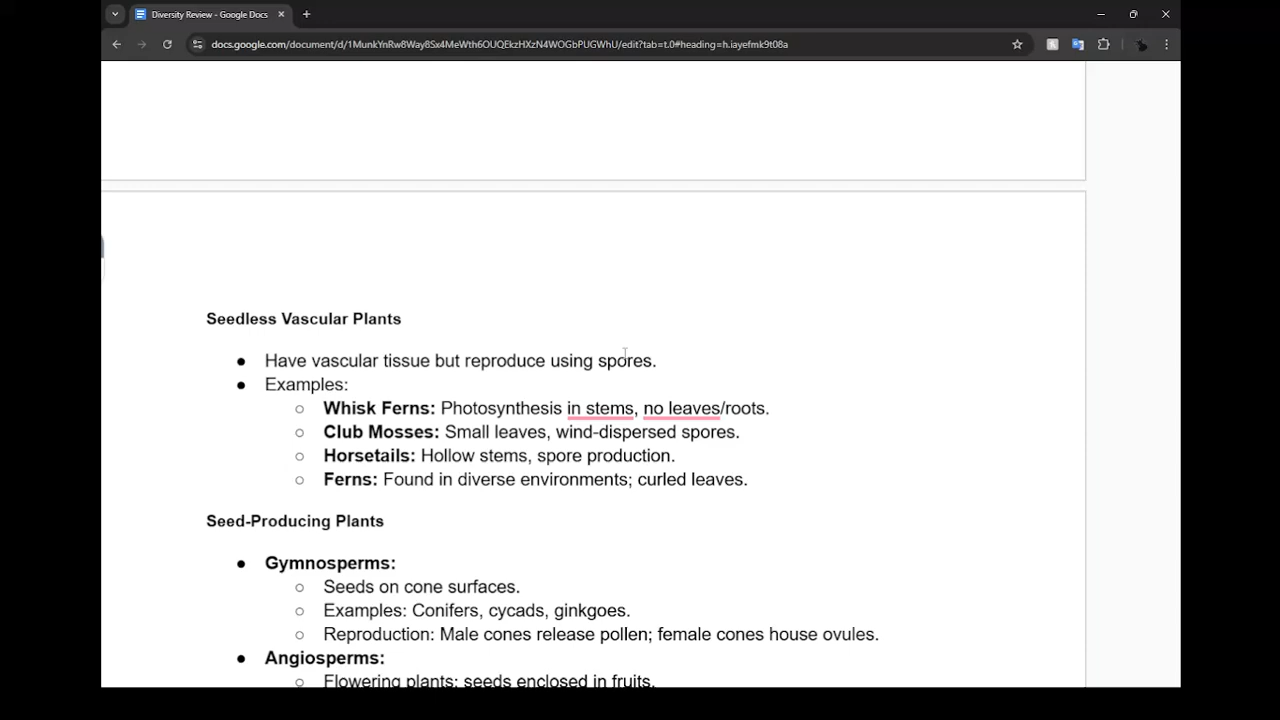 Diversity Review - Google Docs
docs.google.com/document/d/1MunkYnRw8Way8Sx4MeWth6OUQEkzHXzN4WOGbPUGWhU/edit?tab=t.0#heading=h.iayefmk9t08a
Seedless Vascular Plants
● Have vascular tissue but reproduce using spores.
● Examples:
○ Whisk Ferns: Photosynthesis in stems, no leaves/roots.
○ Club Mosses: Small leaves, wind-dispersed spores.
○ Horsetails: Hollow stems, spore production.
○ Ferns: Found in diverse environments; curled leaves.
Seed-Producing Plants
● Gymnosperms:
○ Seeds on cone surfaces.
○ Examples: Conifers, cycads, ginkgoes.
○ Reproduction: Male cones release pollen; female cones house ovules.
● Angiosperms:
○ Flowering plants; seeds enclosed in fruits.